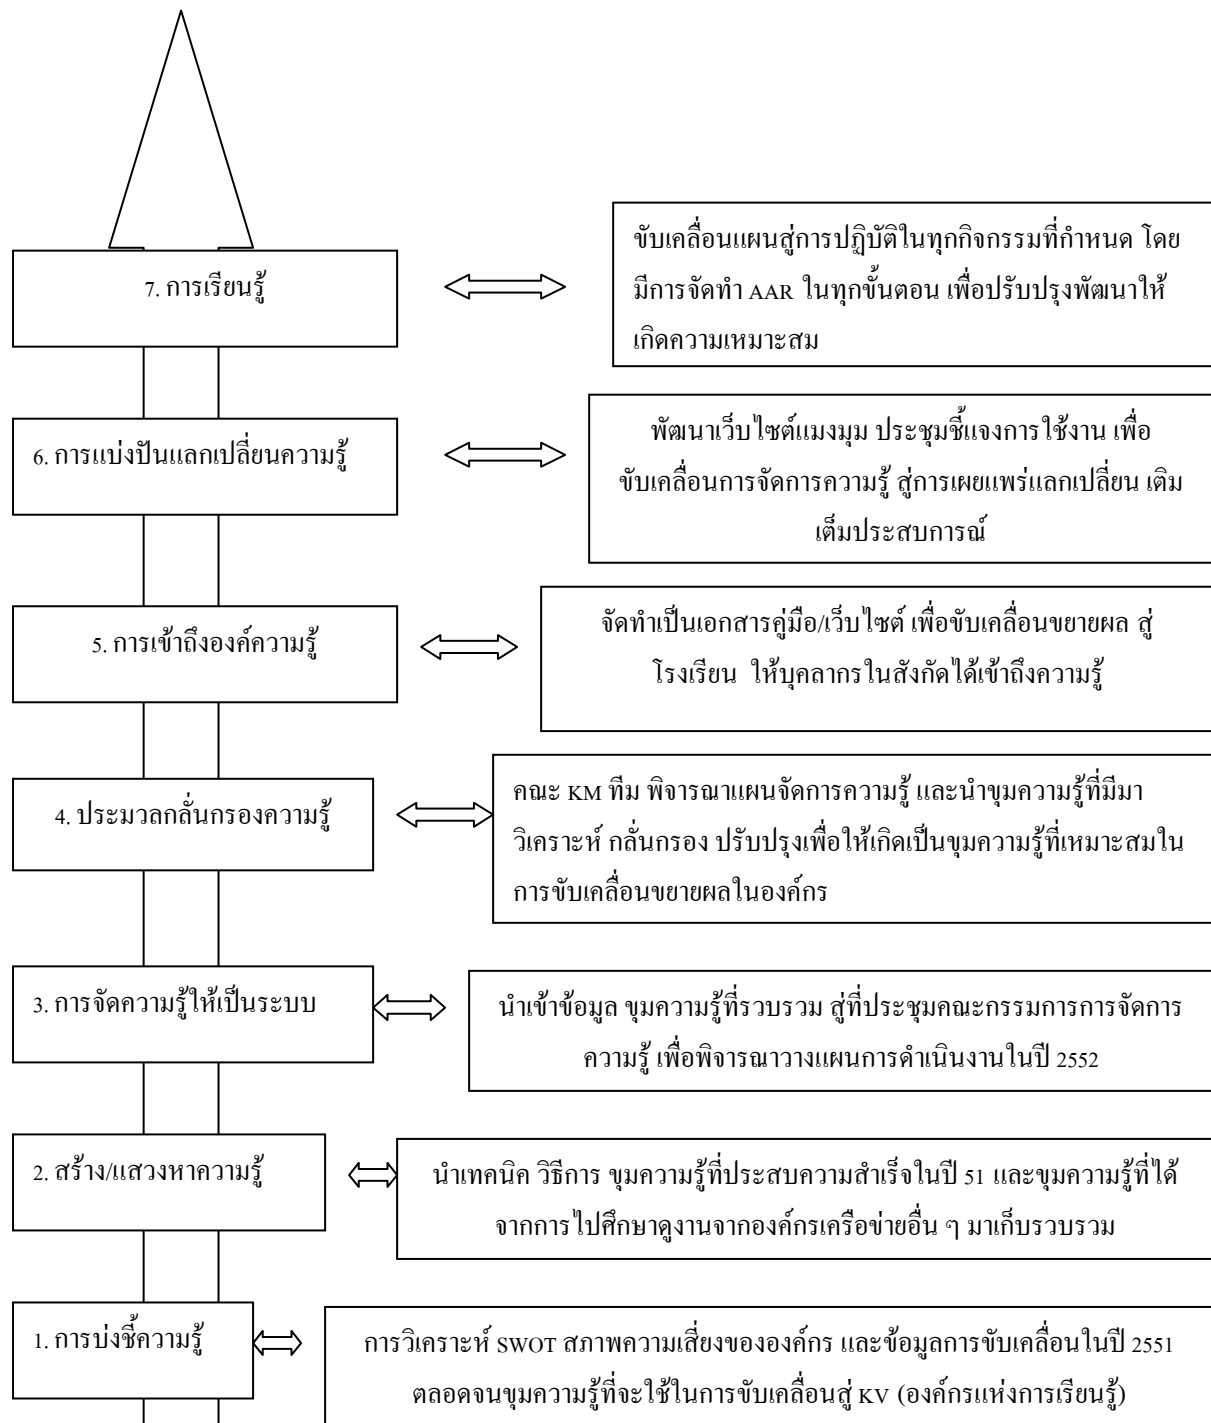 7. การเรียนรู้
ขับเคลื่อนแผนสู่การปฏิบัติในทุกกิจกรรมที่กำหนด โดย
มีการจัดทำ AAR ในทุกขั้นตอน เพื่อปรับปรุงพัฒนาให้
เกิดความเหมาะสม
6. การแบ่งปันแลกเปลี่ยนความรู้
พัฒนาเว็บไซต์แมงมุม ประชุมชี้แจงการใช้งาน เพื่อ
ขับเคลื่อนการจัดการความรู้ สู่การเผยแพร่แลกเปลี่ยน เติม
เต็มประสบการณ์
5. การเข้าถึงองค์ความรู้
จัดทำเป็นเอกสารคู่มือ/เว็บไซต์ เพื่อขับเคลื่อนขยายผล สู่
โรงเรียน ให้บุคลากรในสังกัดได้เข้าถึงความรู้
4. ประมวลกลั่นกรองความรู้
คณะ KM ทีม พิจารณาแผนจัดการความรู้ และนำขุมความรู้ที่มีมา
วิเคราะห์ กลั่นกรอง ปรับปรุงเพื่อให้เกิดเป็นขุมความรู้ที่เหมาะสมใน
การขับเคลื่อนขยายผลในองค์กร
3. การจัดความรู้ให้เป็นระบบ
นำเข้าข้อมูล ขุมความรู้ที่รวบรวม สู่ที่ประชุมคณะกรรมการการจัดการ
ความรู้ เพื่อพิจารณาวางแผนการดำเนินงานในปี 2552
2. สร้าง/แสวงหาความรู้
นำเทคนิค วิธีการ ขุมความรู้ที่ประสบความสำเร็จในปี 51 และขุมความรู้ที่ได้
จากการไปศึกษาดูงานจากองค์กรเครือข่ายอื่น ๆ มาเก็บรวบรวม
1. การบ่งชี้ความรู้
การวิเคราะห์ SWOT สภาพความเสี่ยงขององค์กร และข้อมูลการขับเคลื่อนในปี 2551
ตลอดจนขุมความรู้ที่จะใช้ในการขับเคลื่อนสู่ KV (องค์กรแห่งการเรียนรู้)